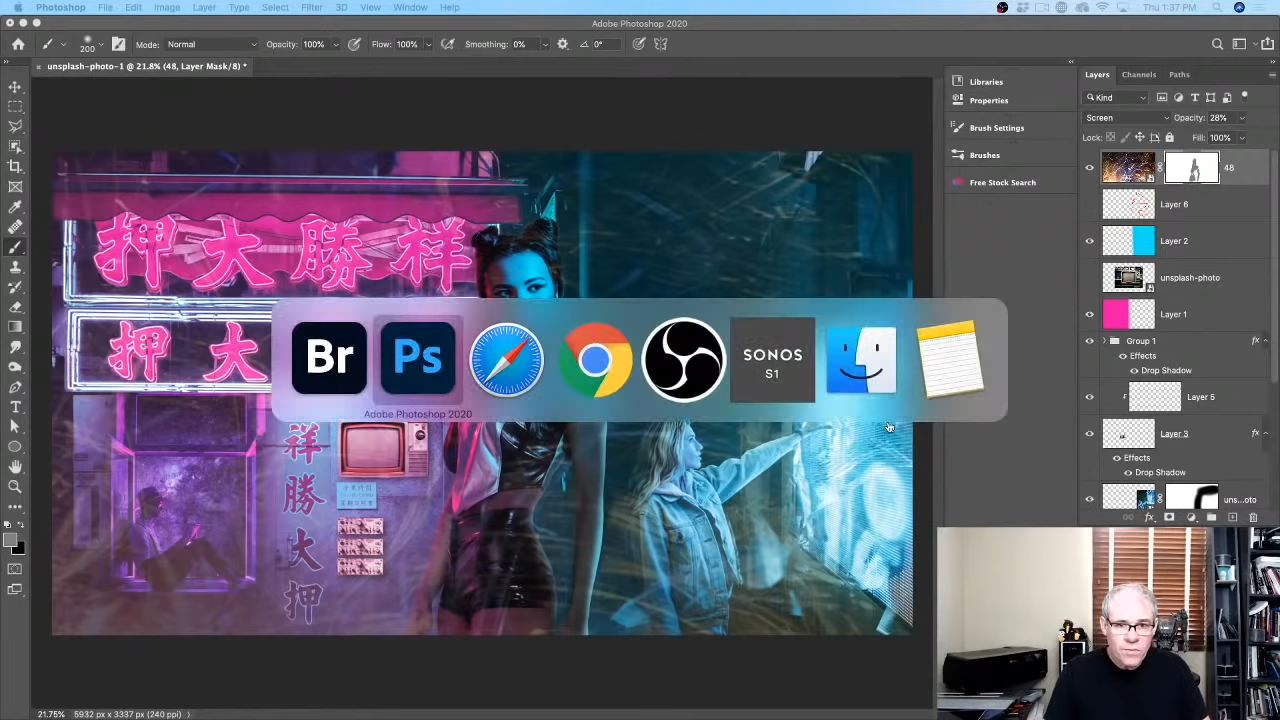 Photoshop File Edit Image Layer Type Select Filter 3D View Window Help Thu 1:37 PM
Adobe Photoshop 2020
200 Mode: Normal Opacity: 100% Flow: 100% Smoothing: 0% 0°
unsplash-photo-1 @ 21.8% (48, Layer Mask/8) *
Libraries
Properties
Brush Settings
Brushes
Free Stock Search
Layers Channels Paths
Kind
Screen Opacity: 28%
Lock: Fill: 100%
48
Layer 6
Layer 2
unsplash-photo
Layer 1
Group 1 fx
Effects
Drop Shadow
Layer 5
Layer 3 fx
Effects
Drop Shadow
uns...oto
押大勝祥
押大
祥
勝
大
押
Br Ps SONOS
S1
Adobe Photoshop 2020
21.75% 5932 px x 3337 px (240 ppi)